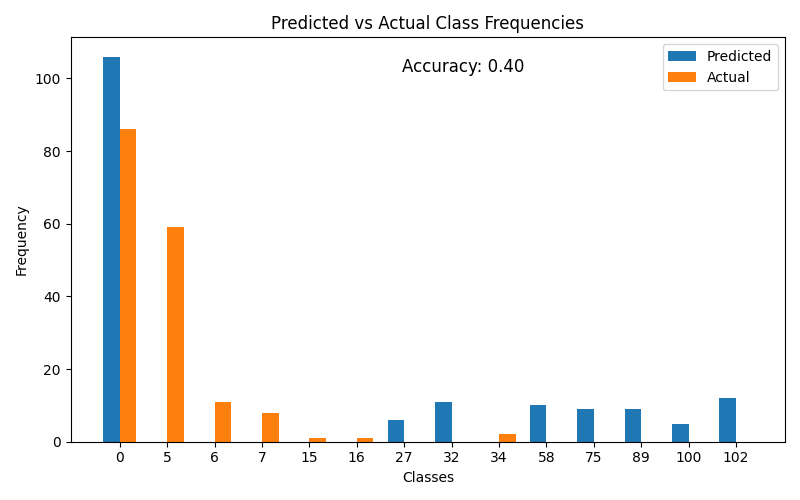 Predicted vs Actual Class Frequencies
Accuracy: 0.40
Predicted
Actual
Frequency
100
80
60
40
20
0
0 5 6 7 15 16 27 32 34 58 75 89 100 102
Classes